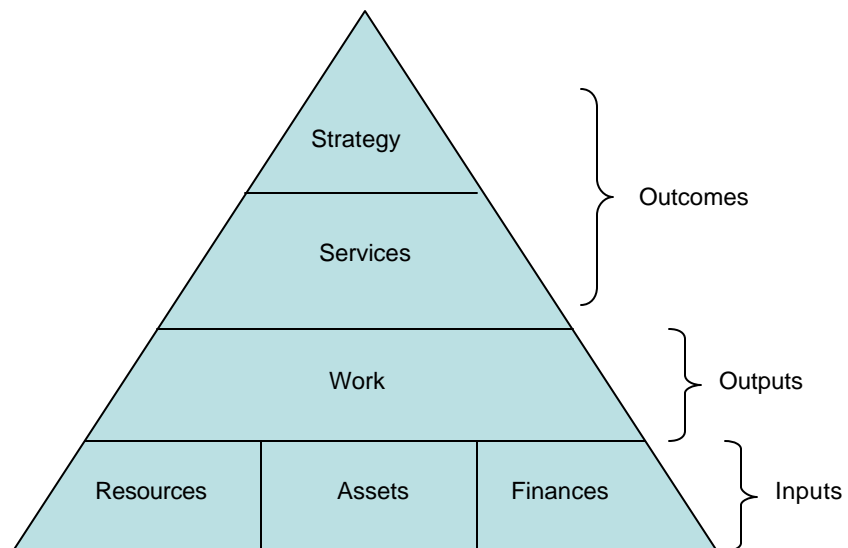 Strategy
Outcomes
Services
Work
Outputs
Resources Assets Finances
Inputs